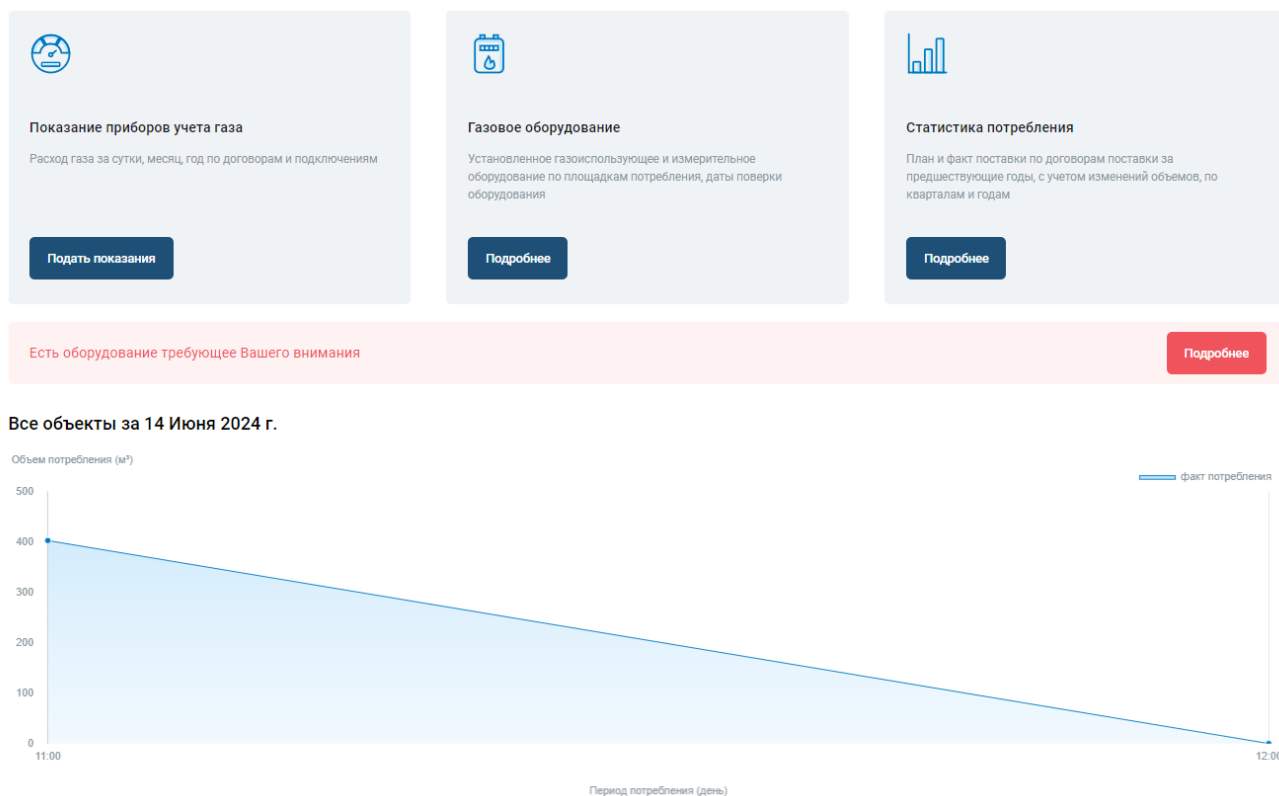 Показание приборов учета газа
Расход газа за сутки, месяц, год по договорам и подключениям
Подать показания
Газовое оборудование
Установленное газоиспользующее и измерительное
оборудование по площадкам потребления, даты поверки
оборудования
Подробнее
Статистика потребления
План и факт поставки по договорам поставки за
предшествующие годы, с учетом изменений объемов, по
кварталам и годам
Подробнее
Есть оборудование требующее Вашего внимания
Подробнее
Все объекты за 14 Июня 2024 г.
Объем потребления (м³)
факт потребления
500
400
300
200
100
0
11:00
12:00
Период потребления (день)